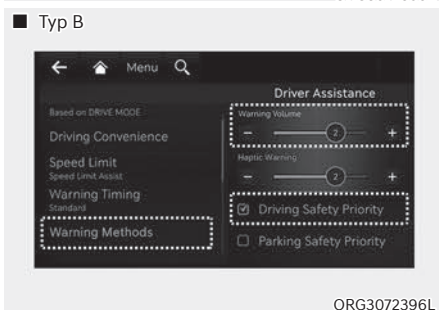 ■ Typ B
Menu
Driver Assistance
Based on DRIVE MODE
Driving Convenience
Speed Limit
Speed Limit Assist
Warning Timing
Standard
Warning Methods
Warning Volume
- 2 +
Haptic Warning
- 2 +
Driving Safety Priority
Parking Safety Priority
ORG3072396L